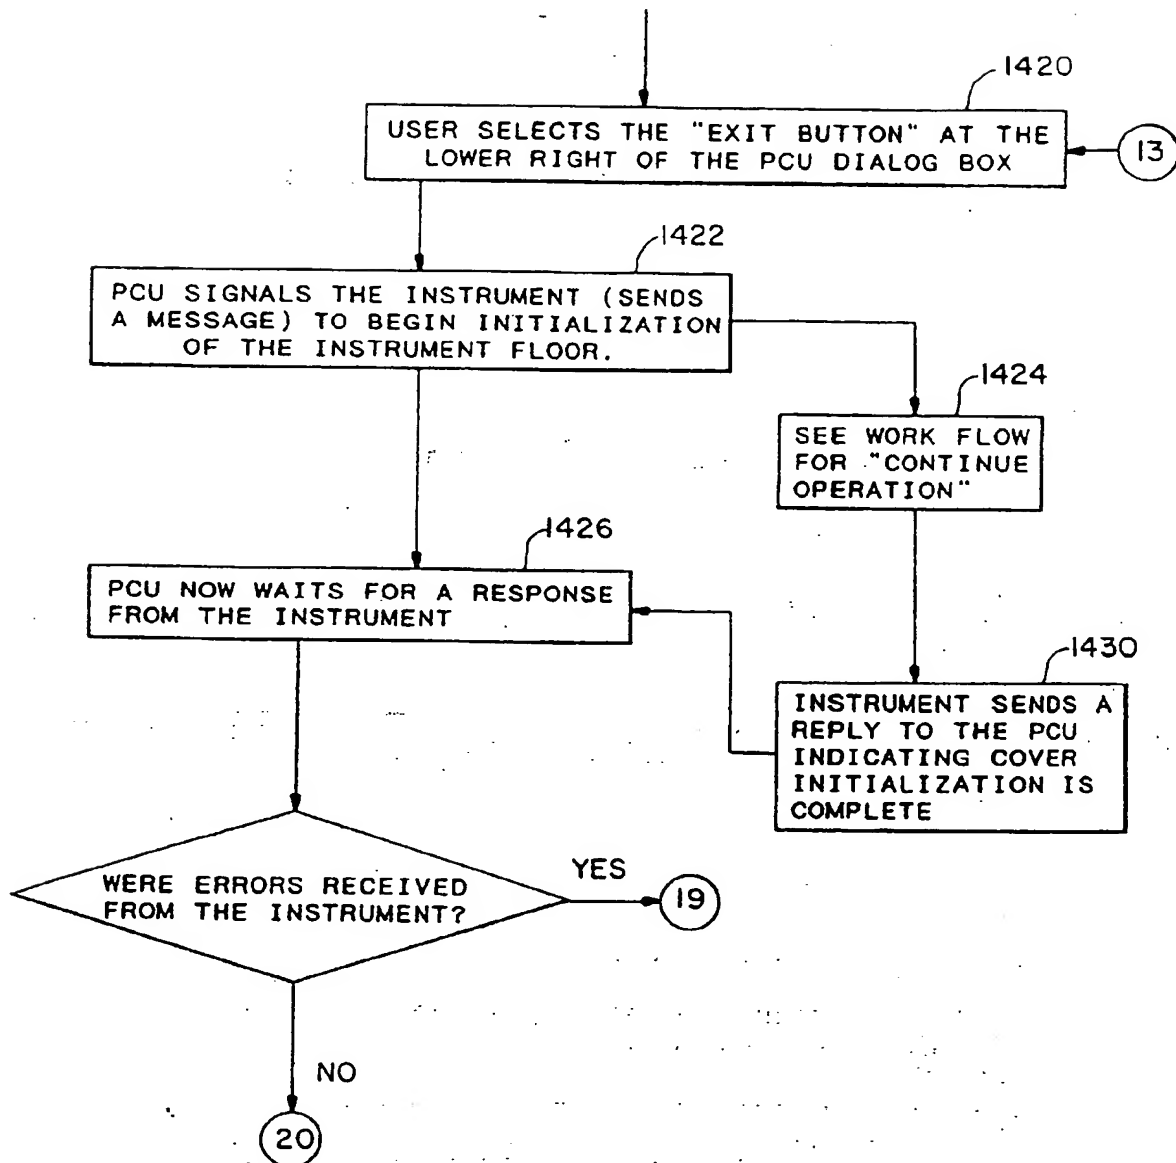 1420
USER SELECTS THE "EXIT BUTTON" AT THE
LOWER RIGHT OF THE PCU DIALOG BOX
13
1422
PCU SIGNALS THE INSTRUMENT (SENDS
A MESSAGE) TO BEGIN INITIALIZATION
OF THE INSTRUMENT FLOOR.
1424
SEE WORK FLOW
FOR "CONTINUE
OPERATION"
1426
PCU NOW WAITS FOR A RESPONSE
FROM THE INSTRUMENT
1430
INSTRUMENT SENDS A
REPLY TO THE PCU
INDICATING COVER
INITIALIZATION IS
COMPLETE
WERE ERRORS RECEIVED
FROM THE INSTRUMENT?
YES
19
NO
20